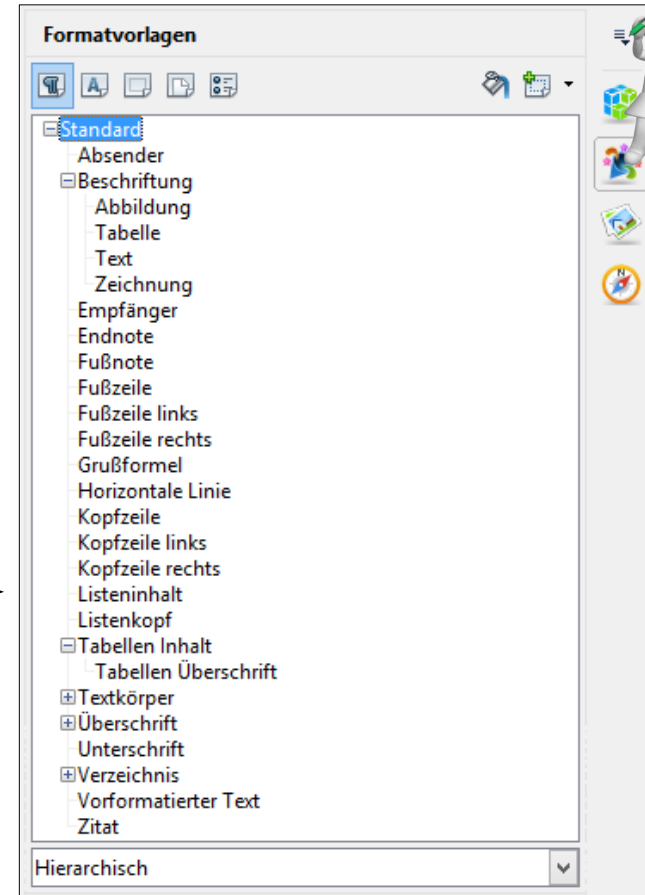 Formatvorlagen
Standard
Absender
Beschriftung
Abbildung
Tabelle
Text
Zeichnung
Empfänger
Endnote
Fußnote
Fußzeile
Fußzeile links
Fußzeile rechts
Grußformel
Horizontale Linie
Kopfzeile
Kopfzeile links
Kopfzeile rechts
Listeninhalt
Listenkopf
Tabellen Inhalt
Tabellen Überschrift
Textkörper
Überschrift
Unterschrift
Verzeichnis
Vorformatierter Text
Zitat
Hierarchisch